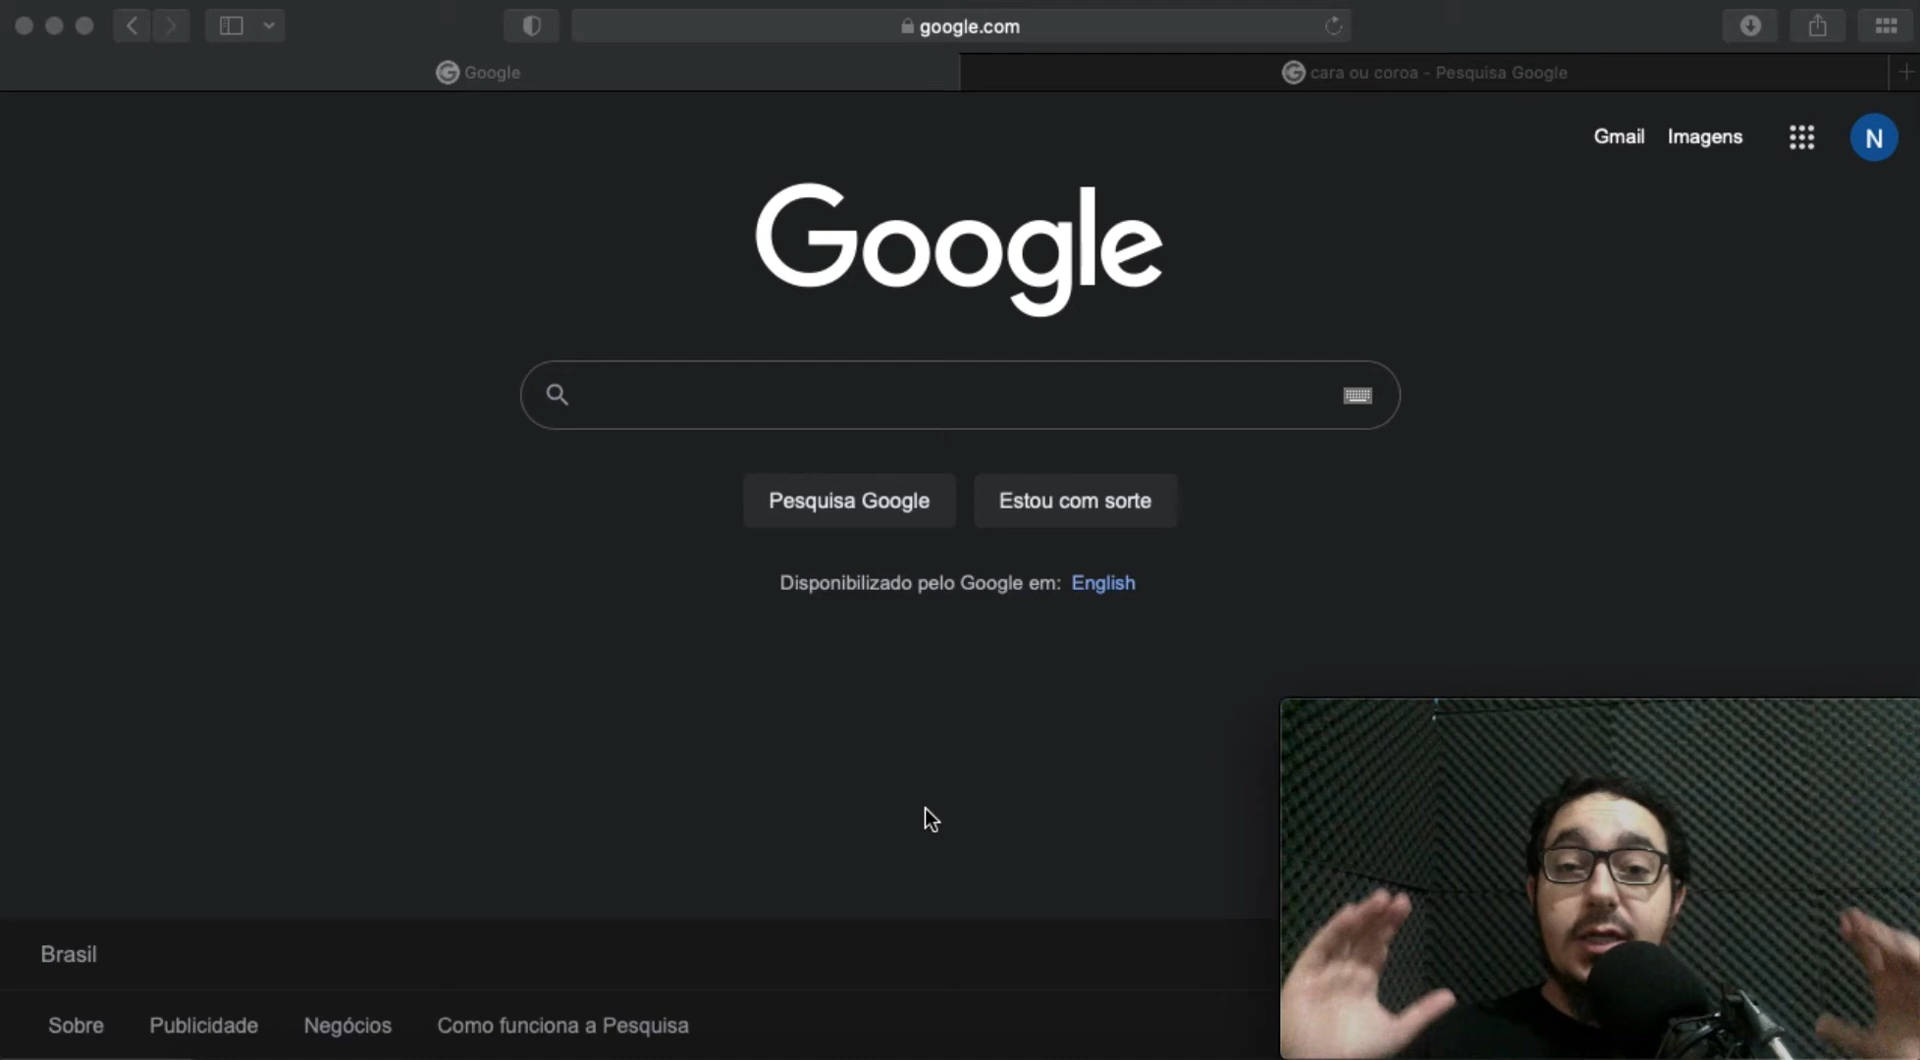 google.com
Google
cara ou coroa - Pesquisa Google
Gmail Imagens
N
Google
Pesquisa Google Estou com sorte
Disponibilizado pelo Google em: English
Brasil
Sobre Publicidade Negócios Como funciona a Pesquisa